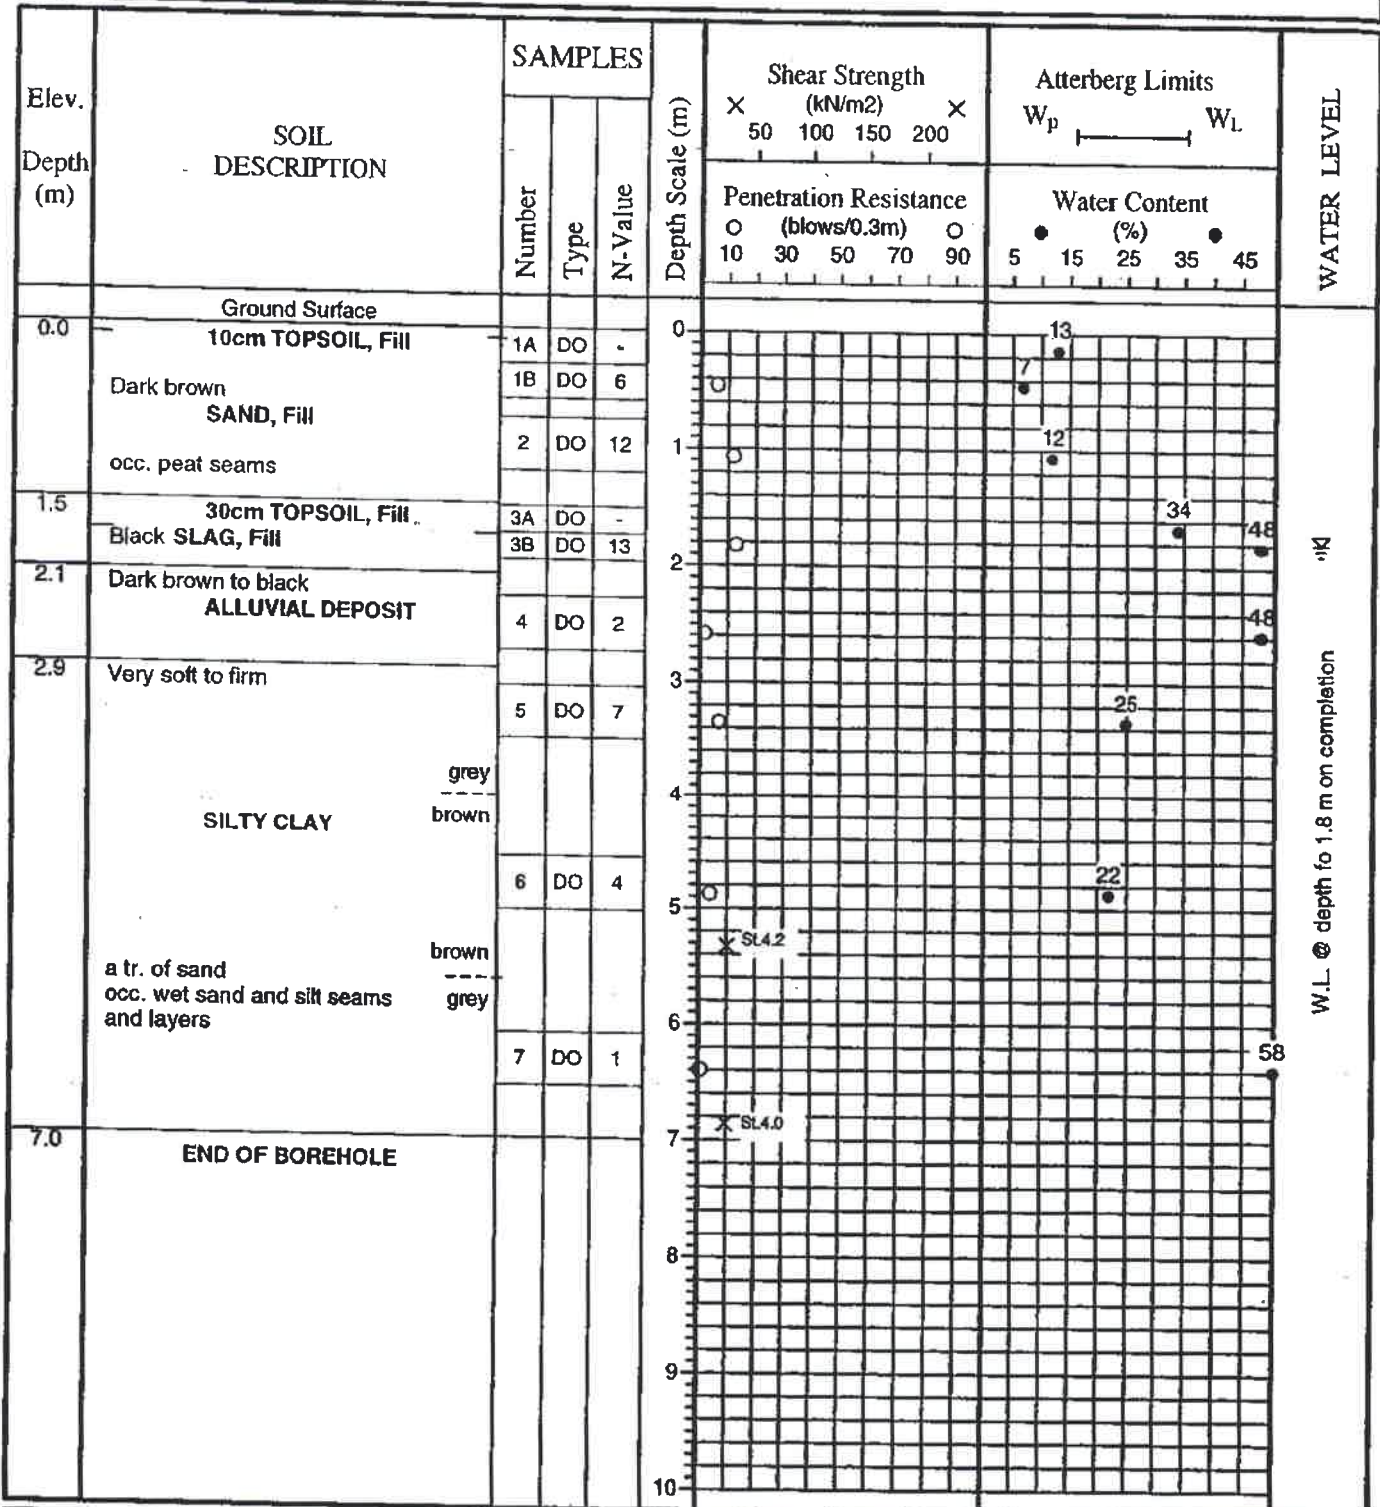 Elev.
Depth
(m)
SOIL
DESCRIPTION
SAMPLES
Number
Type
N-Value
Depth Scale (m)
Shear Strength
× (kN/m2) ×
50 100 150 200
Penetration Resistance
(blows/0.3m)
10 30 50 70 90
Atterberg Limits
Wp WL
Water Content
(%)
5 15 25 35 45
WATER LEVEL
Ground Surface
0.0
10cm TOPSOIL, Fill
1A DO -
Dark brown
1B DO 6
SAND, Fill
2 DO 12
occ. peat seams
1.5
30cm TOPSOIL, Fill
3A DO -
Black SLAG, Fill
3B DO 13
2.1
Dark brown to black
ALLUVIAL DEPOSIT
4 DO 2
2.9
Very soft to firm
5 DO 7
grey
brown
SILTY CLAY
6 DO 4
brown
grey
a tr. of sand
occ. wet sand and silt seams
and layers
7 DO 1
7.0
END OF BOREHOLE
0
1
2
3
4
5
6
7
8
9
10
St.4.2
St.4.0
13
7
12
34
48
48
25
22
58
W.L. @ depth fo 1.8 m on completion